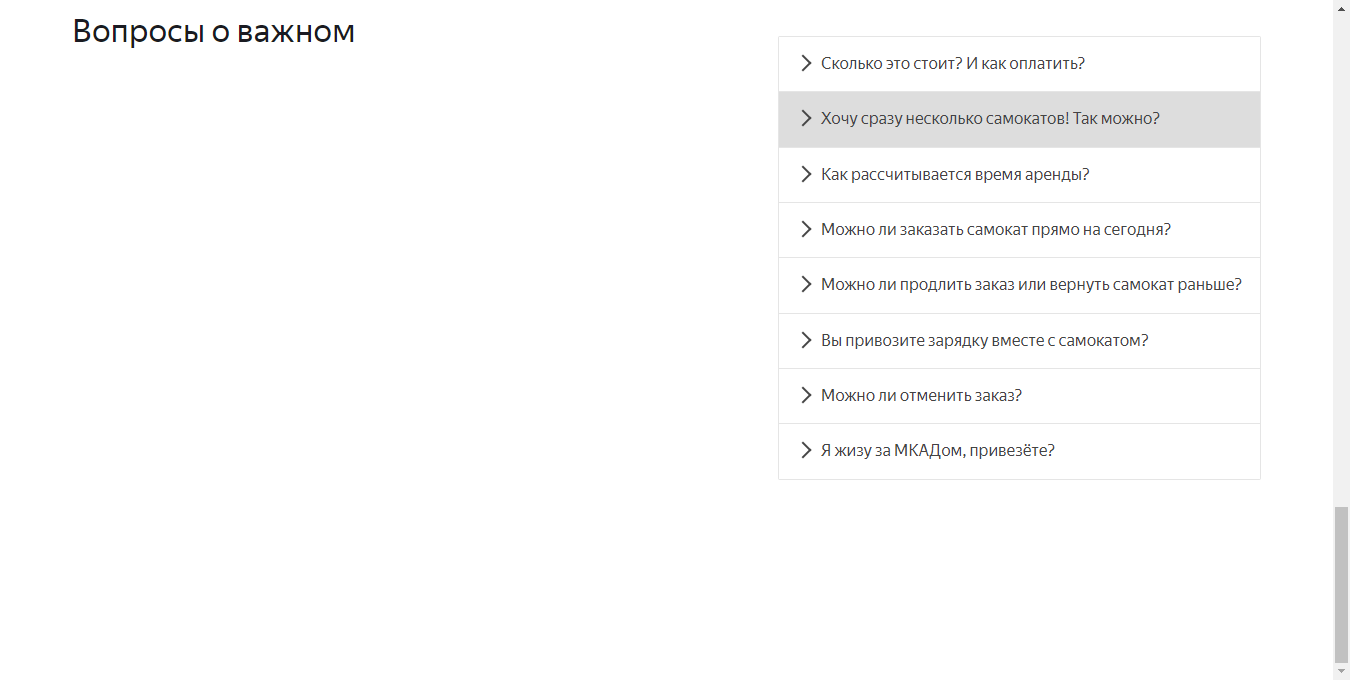 Вопросы о важном
Сколько это стоит? И как оплатить?
Хочу сразу несколько самокатов! Так можно?
Как рассчитывается время аренды?
Можно ли заказать самокат прямо на сегодня?
Можно ли продлить заказ или вернуть самокат раньше?
Вы привозите зарядку вместе с самокатом?
Можно ли отменить заказ?
Я жизу за МКАДом, привезёте?